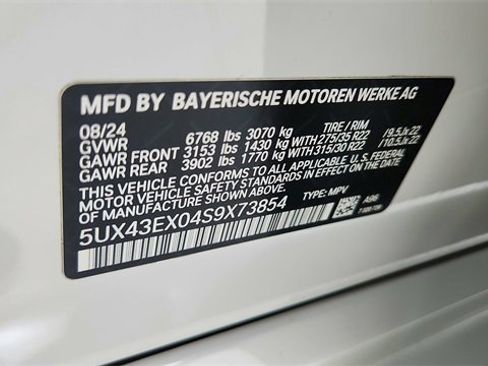 MFD BY BAYERISCHE MOTOREN WERKE AG
08/24 TIRE / RIM
GVWR 6768 lbs 3070 kg
GAWR FRONT 3153 lbs 1430 kg WITH 275/35 R22 /9.5Jx22
GAWR REAR 3902 lbs 1770 kg WITH 315/30 R22 /10.5Jx22
THIS VEHICLE CONFORMS TO ALL APPLICABLE U.S. FEDERAL
MOTOR VEHICLE SAFETY STANDARDS IN EFFECT ON THE DATE
OF MANUFACTURE SHOWN ABOVE.
5UX43EX04S9X73854 TYPE: MPV A96